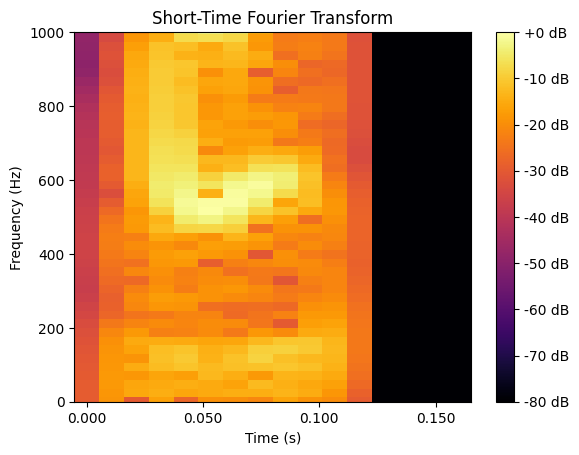 Short-Time Fourier Transform
1000
800
600
400
200
0
Frequency (Hz)
0.000
0.050
0.100
0.150
Time (s)
+0 dB
-10 dB
-20 dB
-30 dB
-40 dB
-50 dB
-60 dB
-70 dB
-80 dB